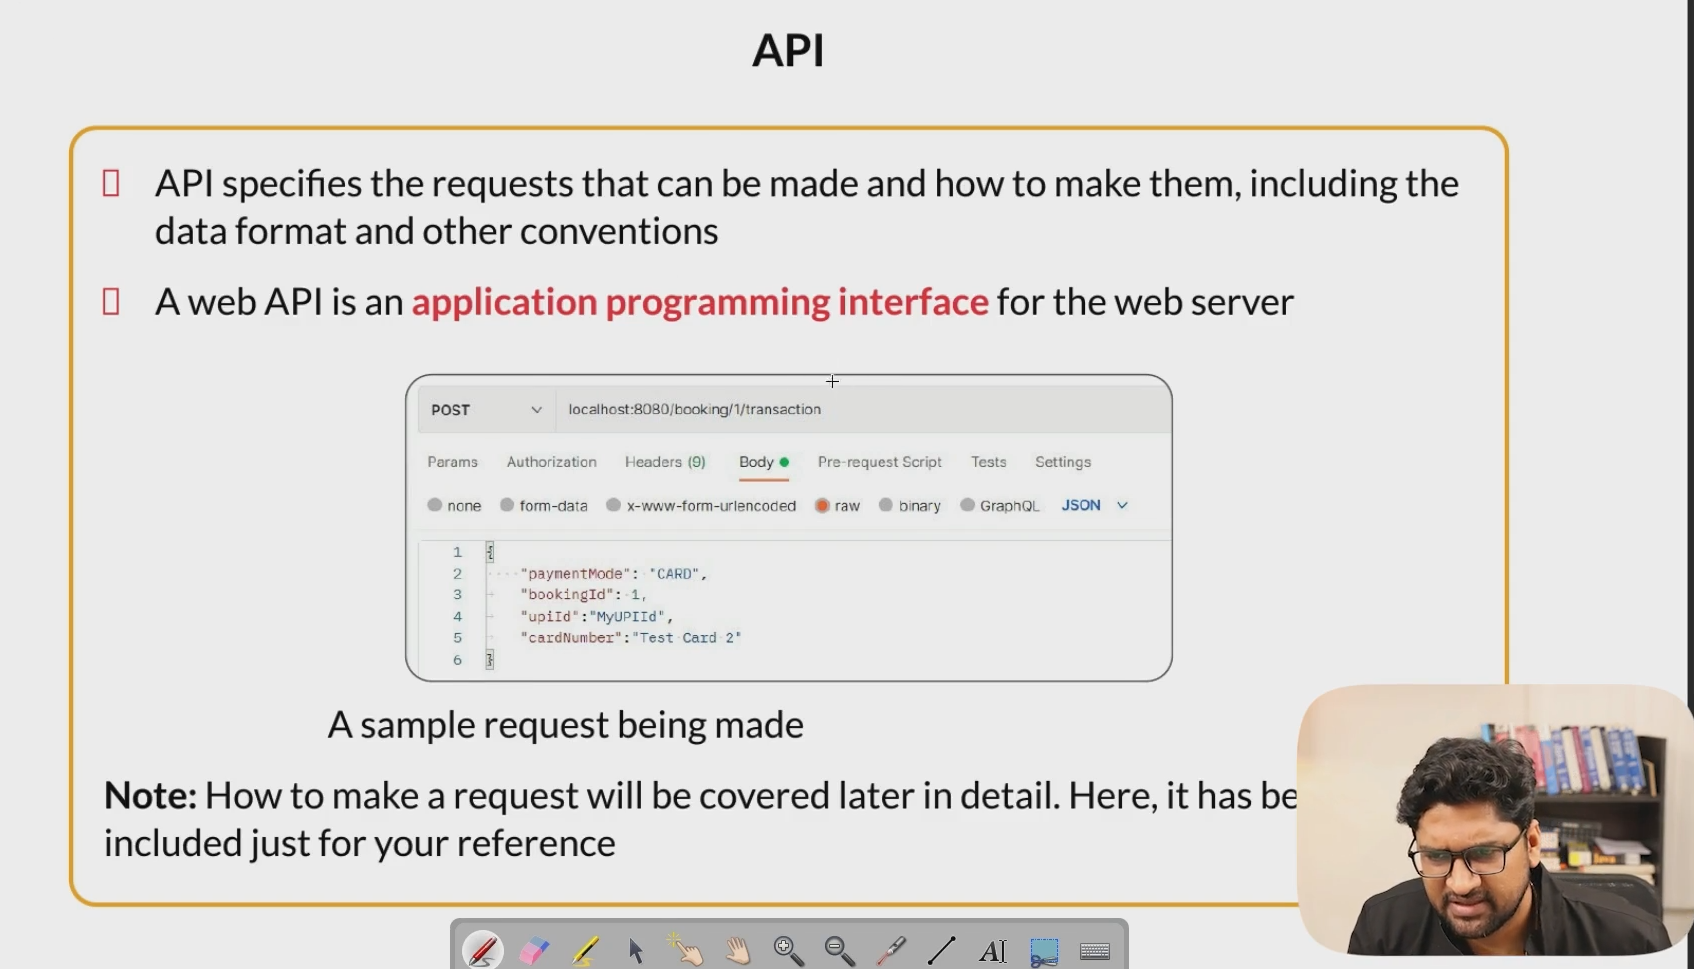 API
API specifies the requests that can be made and how to make them, including the
data format and other conventions
A web API is an application programming interface for the web server
POST localhost:8080/booking/1/transaction
Params Authorization Headers (9) Body Pre-request Script Tests Settings
none form-data x-www-form-urlencoded raw binary GraphQL JSON
1 {
2 "paymentMode": "CARD",
3 "bookingId": 1,
4 "upiId":"MyUPIId",
5 "cardNumber":"Test Card 2"
6 }
A sample request being made
Note: How to make a request will be covered later in detail. Here, it has be
included just for your reference
AI